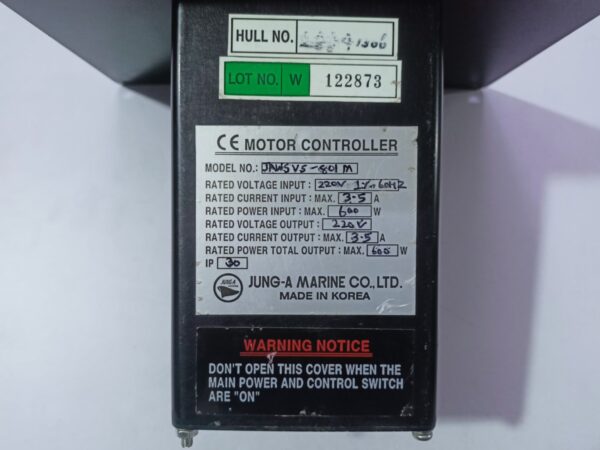 HULL NO.
LOT NO. W 122873
CE MOTOR CONTROLLER
MODEL NO.:
RATED VOLTAGE INPUT: 220V 60HZ
RATED CURRENT INPUT: MAX. 3.5 A
RATED POWER INPUT: MAX. 600 W
RATED VOLTAGE OUTPUT: 220V
RATED CURRENT OUTPUT: MAX. 3.5 A
RATED POWER TOTAL OUTPUT: MAX. 600 W
IP 30
JUNG-A MARINE CO., LTD.
MADE IN KOREA
WARNING NOTICE
DON'T OPEN THIS COVER WHEN THE
MAIN POWER AND CONTROL SWITCH
ARE "ON"